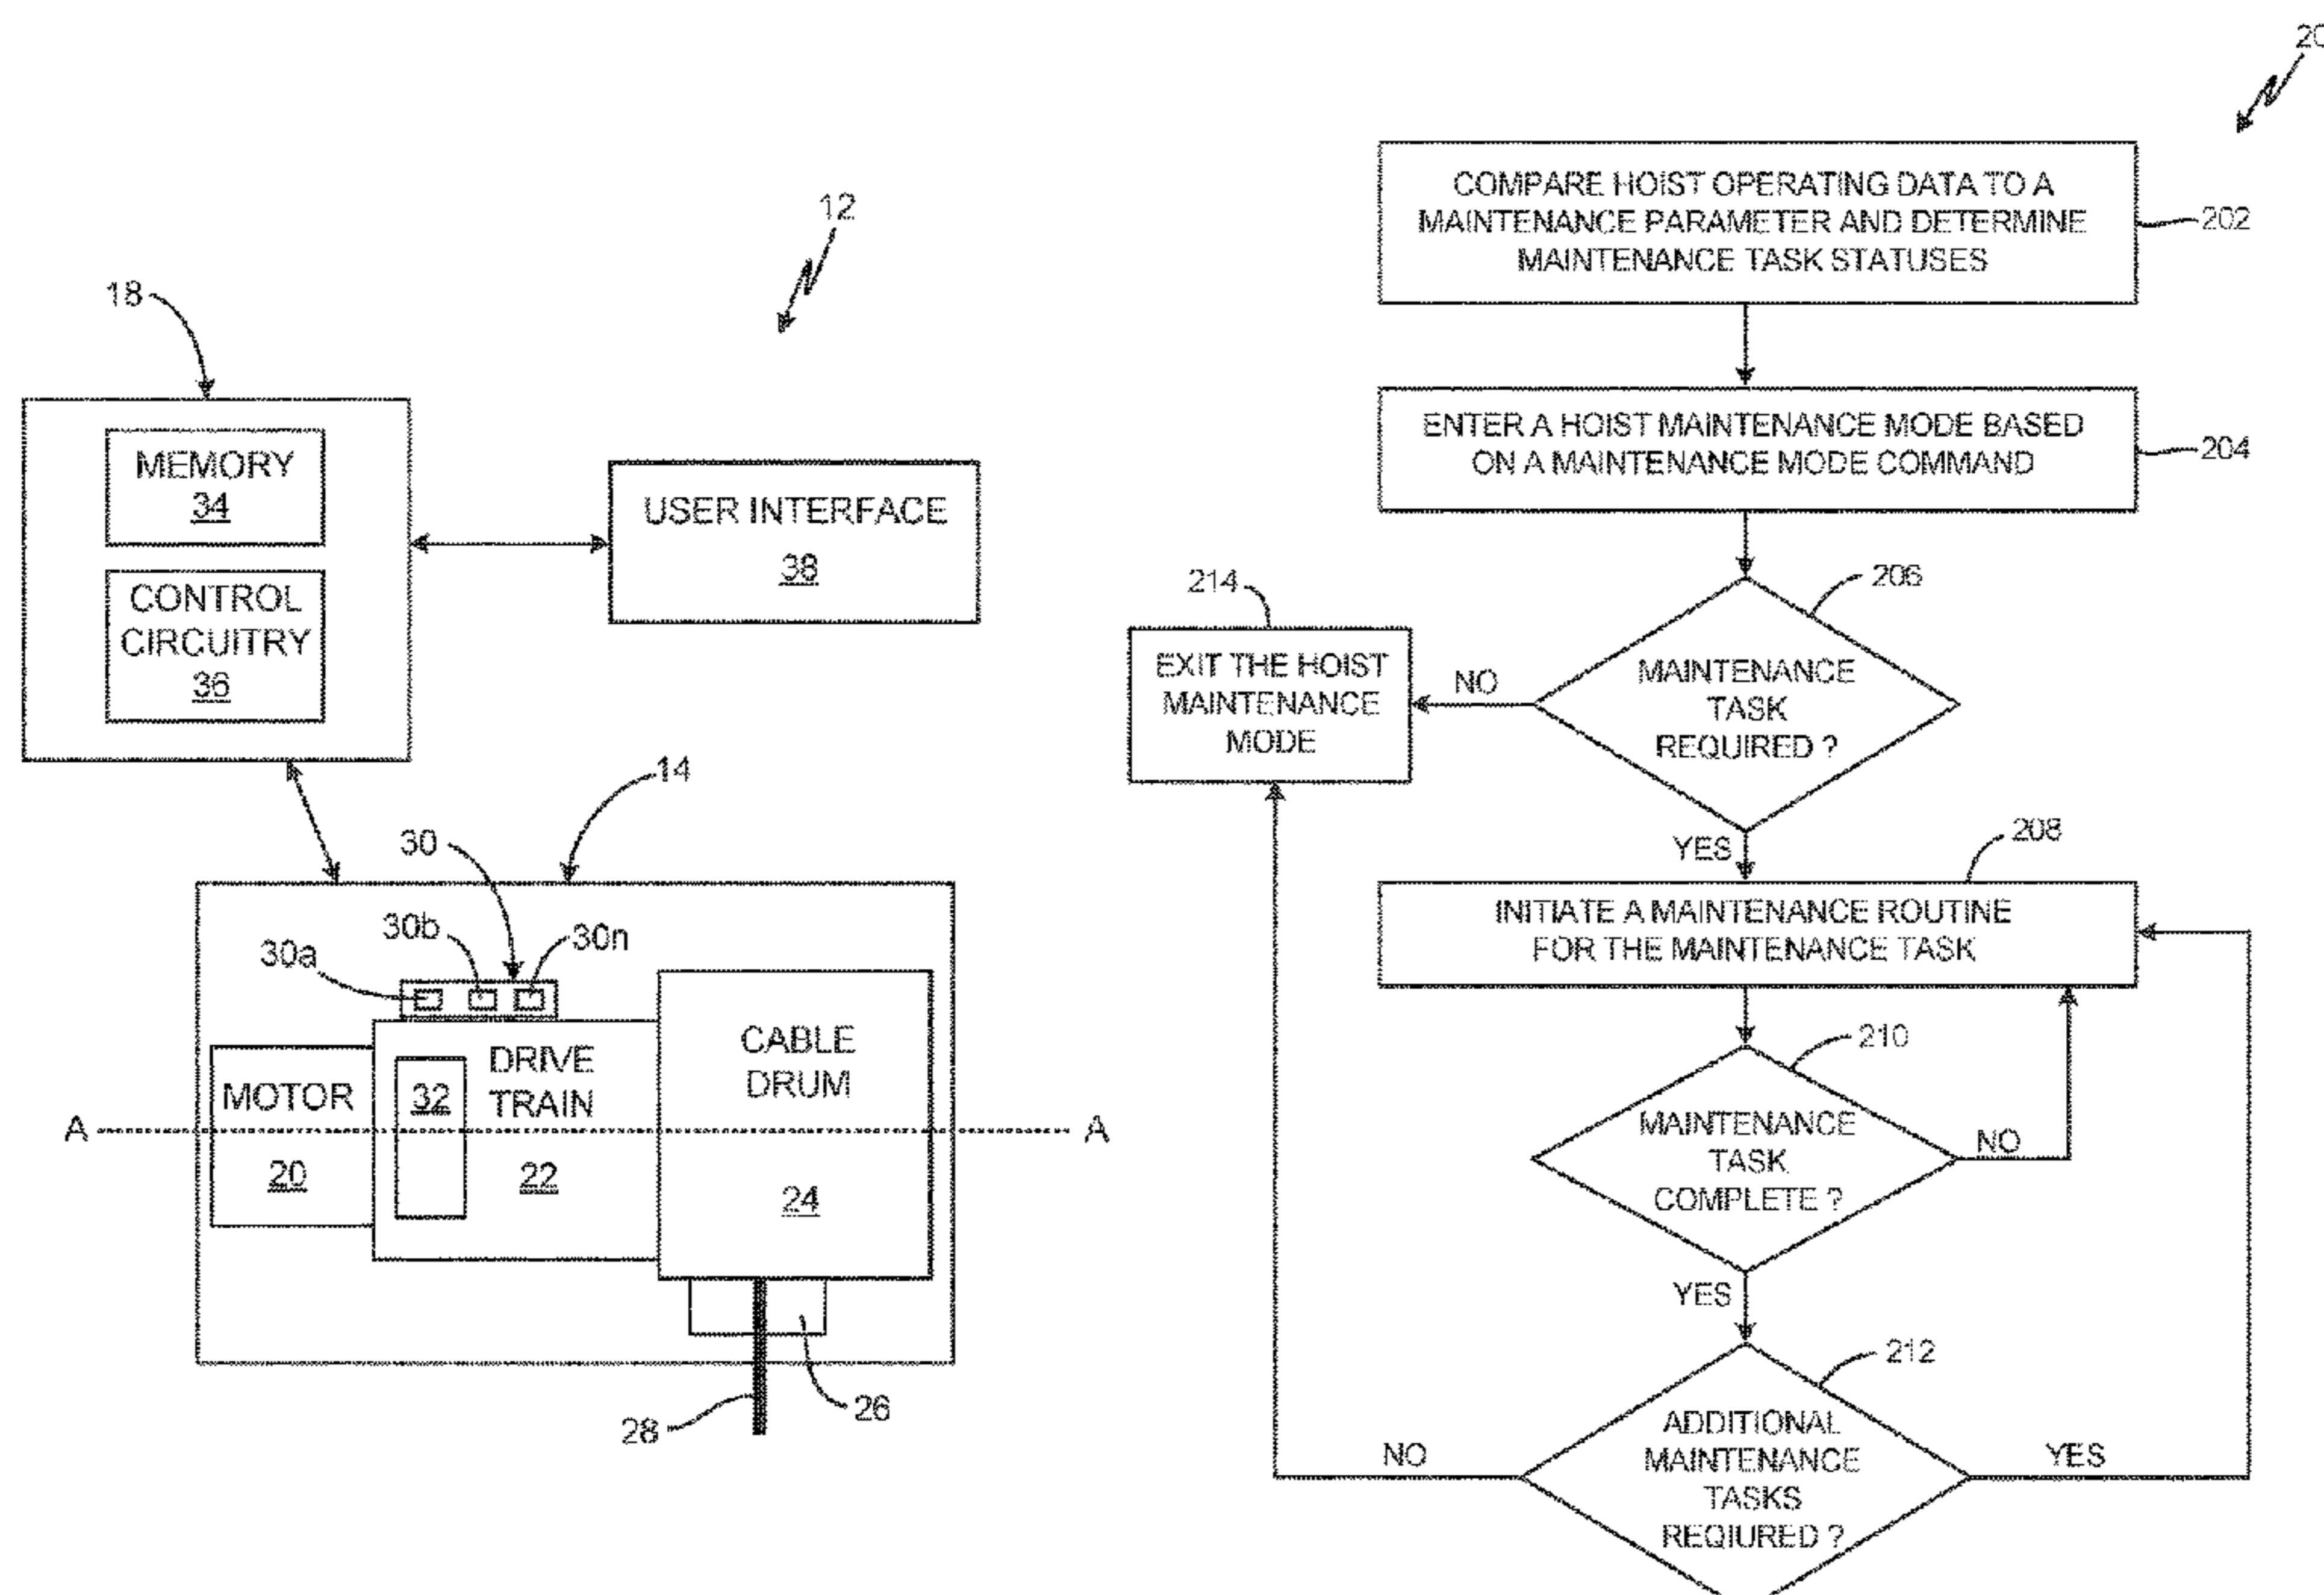 12
18
MEMORY
34
CONTROL
CIRCUITRY
36
USER INTERFACE
38
14
30
30a
30b
30n
MOTOR
20
32
DRIVE
TRAIN
22
CABLE
DRUM
24
A
A
28
26
20
COMPARE HOIST OPERATING DATA TO A
MAINTENANCE PARAMETER AND DETERMINE
MAINTENANCE TASK STATUSES
202
ENTER A HOIST MAINTENANCE MODE BASED
ON A MAINTENANCE MODE COMMAND
204
206
MAINTENANCE
TASK
REQUIRED ?
NO
214
EXIT THE HOIST
MAINTENANCE
MODE
YES
208
INITIATE A MAINTENANCE ROUTINE
FOR THE MAINTENANCE TASK
210
MAINTENANCE
TASK
COMPLETE ?
NO
YES
212
ADDITIONAL
MAINTENANCE
TASKS
REQIURED ?
NO
YES